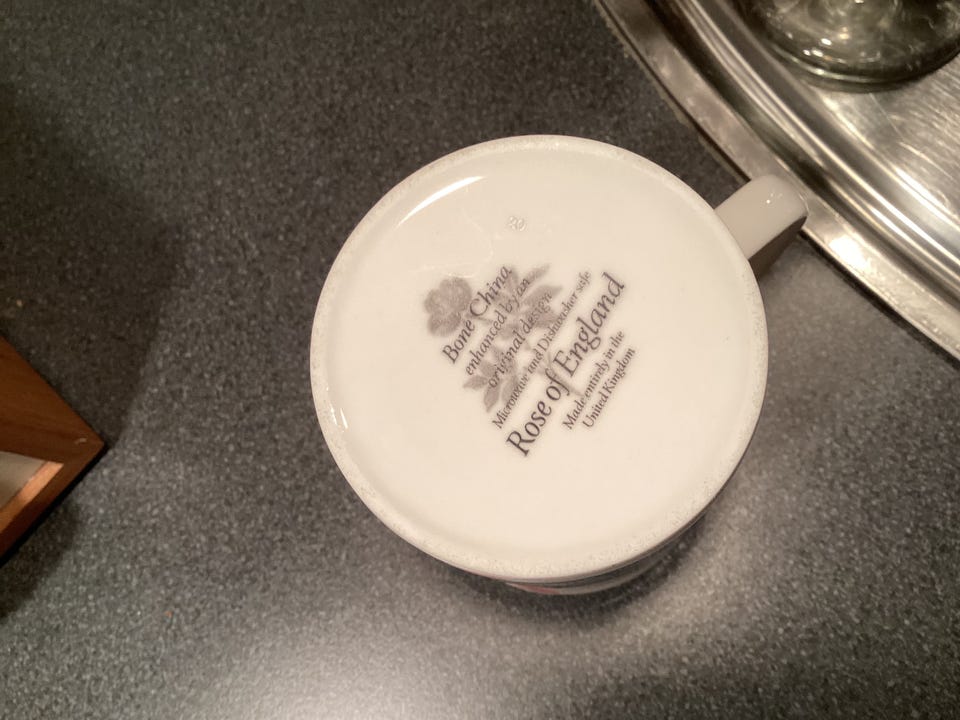 Bone China
enhanced by an
original design
Microwave and Dishwasher safe
Rose of England
Made entirely in the
United Kingdom